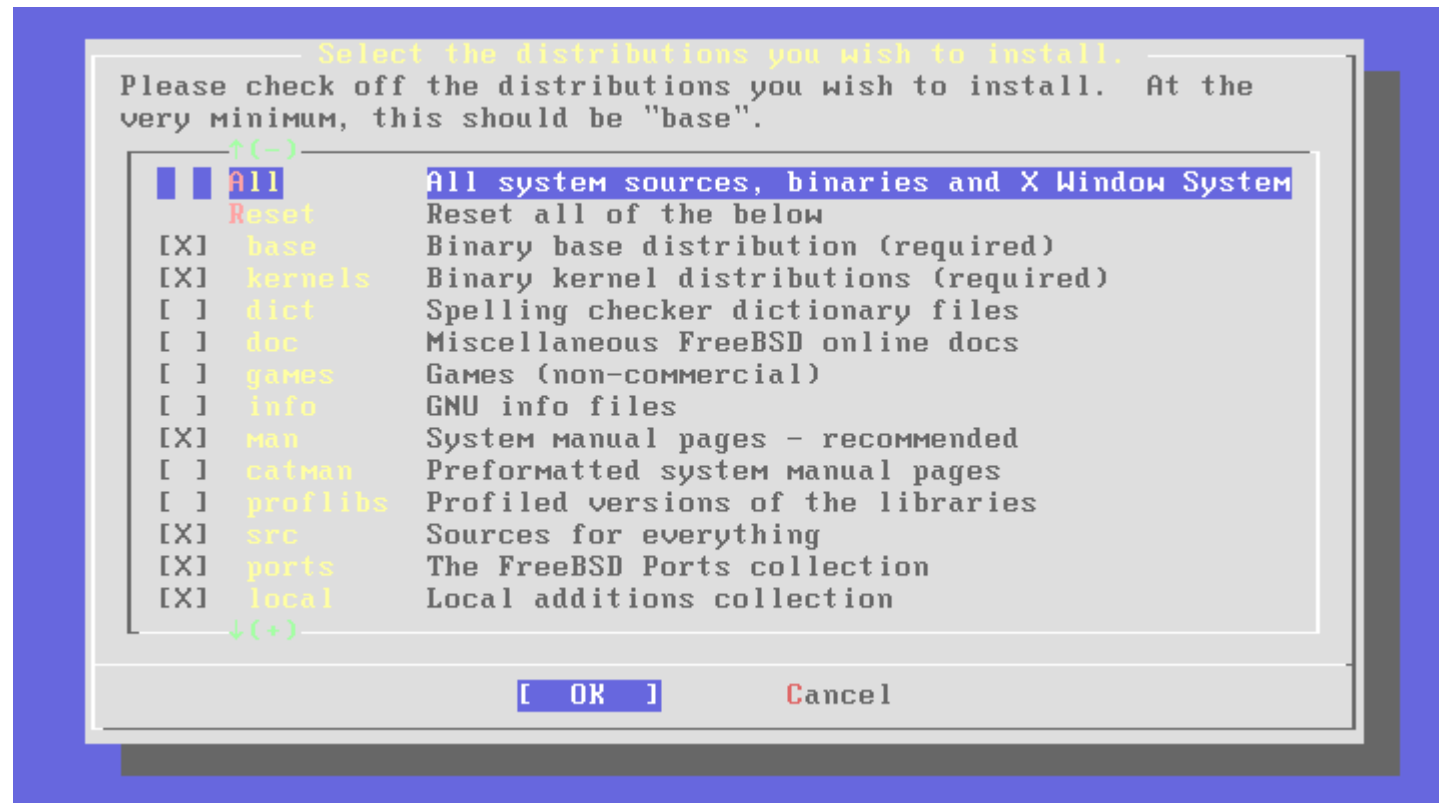 Select the distributions you wish to install.
Please check off the distributions you wish to install.  At the
very minimum, this should be "base".
↑(-)
All All system sources, binaries and X Window System
Reset Reset all of the below
[X] base Binary base distribution (required)
[X] kernels Binary kernel distributions (required)
[ ] dict Spelling checker dictionary files
[ ] doc Miscellaneous FreeBSD online docs
[ ] games Games (non-commercial)
[ ] info GNU info files
[X] man System manual pages - recommended
[ ] catman Preformatted system manual pages
[ ] proflibs Profiled versions of the libraries
[X] src Sources for everything
[X] ports The FreeBSD Ports collection
[X] local Local additions collection
↓(+)
[ OK ] Cancel